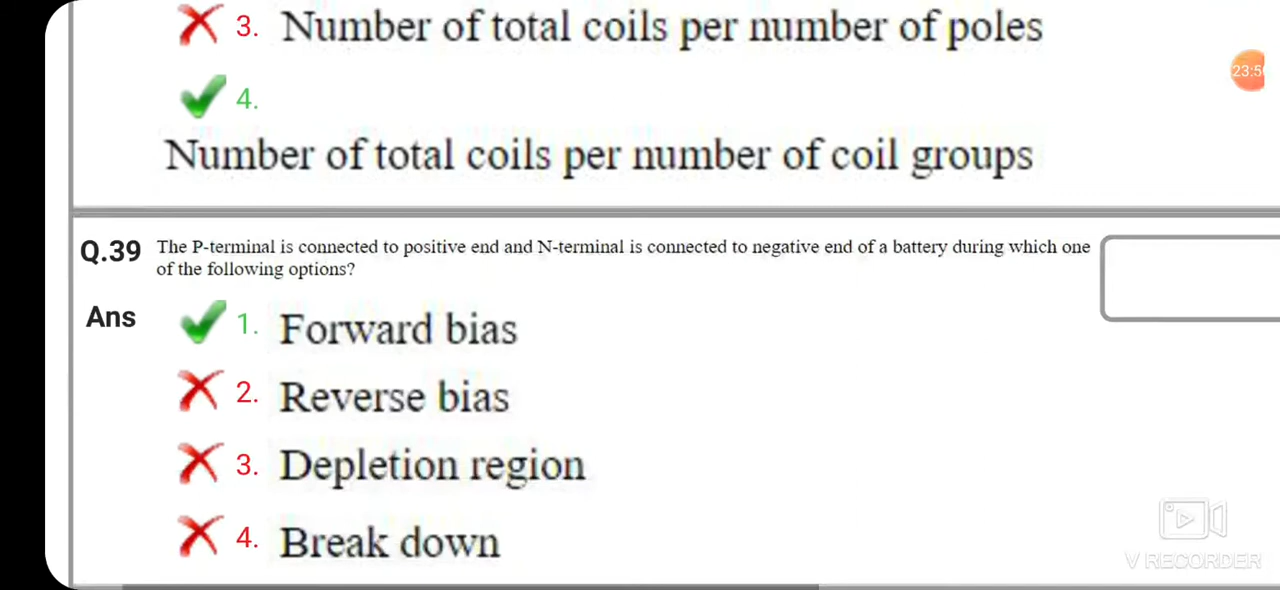 3. Number of total coils per number of poles
23:5
4.
Number of total coils per number of coil groups
Q.39 The P-terminal is connected to positive end and N-terminal is connected to negative end of a battery during which one
of the following options?
Ans 1. Forward bias
2. Reverse bias
3. Depletion region
4. Break down
V RECORDER